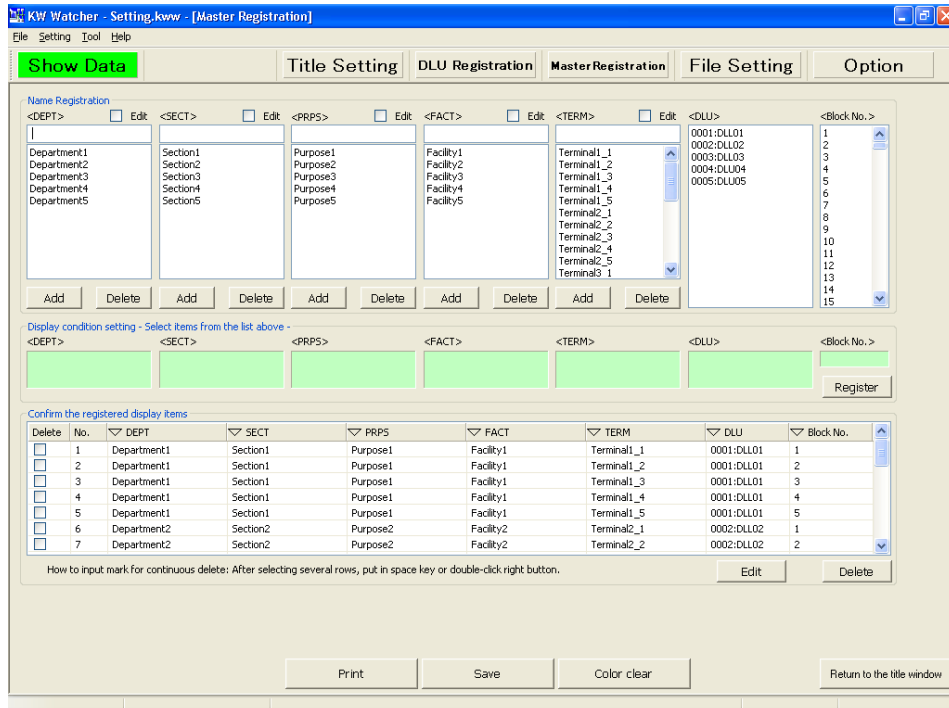 KW Watcher - Setting.kww - [Master Registration]
File Setting Tool Help
Show Data Title Setting DLU Registration Master Registration File Setting Option
Name Registration
<DEPT> Edit <SECT> Edit <PRPS> Edit <FACT> Edit <TERM> Edit <DLU> <Block No.>
Department1
Department2
Department3
Department4
Department5
Section1
Section2
Section3
Section4
Section5
Purpose1
Purpose2
Purpose3
Purpose4
Purpose5
Facility1
Facility2
Facility3
Facility4
Facility5
Terminal1_1
Terminal1_2
Terminal1_3
Terminal1_4
Terminal1_5
Terminal2_1
Terminal2_2
Terminal2_3
Terminal2_4
Terminal2_5
Terminal3_1
0001:DLL01
0002:DLL02
0003:DLL03
0004:DLU04
0005:DLU05
1
2
3
4
5
6
7
8
9
10
11
12
13
14
15
Add Delete Add Delete Add Delete Add Delete Add Delete
Display condition setting - Select items from the list above -
<DEPT> <SECT> <PRPS> <FACT> <TERM> <DLU> <Block No.>
Register
Confirm the registered display items
Delete No. DEPT SECT PRPS FACT TERM DLU Block No.
1 Department1 Section1 Purpose1 Facility1 Terminal1_1 0001:DLL01 1
2 Department1 Section1 Purpose1 Facility1 Terminal1_2 0001:DLL01 2
3 Department1 Section1 Purpose1 Facility1 Terminal1_3 0001:DLL01 3
4 Department1 Section1 Purpose1 Facility1 Terminal1_4 0001:DLL01 4
5 Department1 Section1 Purpose1 Facility1 Terminal1_5 0001:DLL01 5
6 Department2 Section2 Purpose2 Facility2 Terminal2_1 0002:DLL02 1
7 Department2 Section2 Purpose2 Facility2 Terminal2_2 0002:DLL02 2
How to input mark for continuous delete: After selecting several rows, put in space key or double-click right button.
Edit Delete
Print Save Color clear Return to the title window